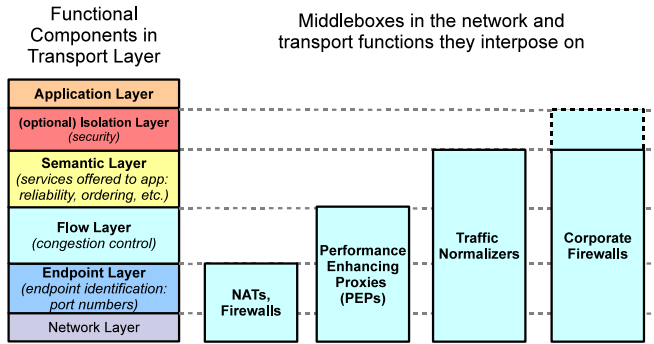 Functional
Components in
Transport Layer
Middleboxes in the network and
transport functions they interpose on
Application Layer
(optional) Isolation Layer
(security)
Semantic Layer
(services offered to app:
reliability, ordering, etc.)
Flow Layer
(congestion control)
Endpoint Layer
(endpoint identification:
port numbers)
Network Layer
NATs,
Firewalls
Performance
Enhancing
Proxies
(PEPs)
Traffic
Normalizers
Corporate
Firewalls